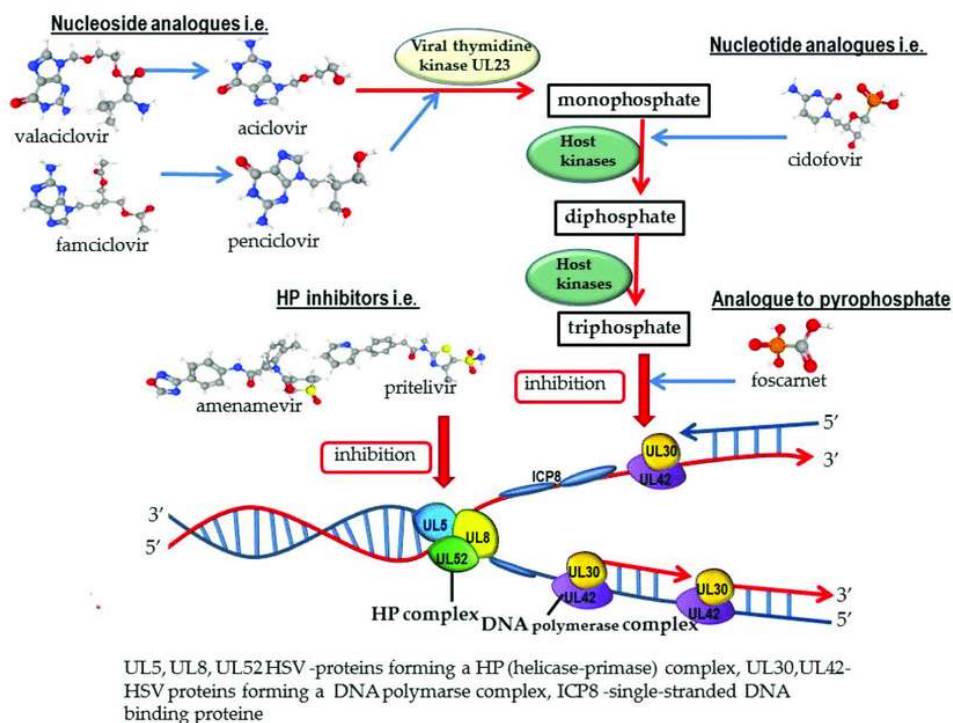 Nucleoside analogues i.e.
Viral thymidine
kinase UL23
Nucleotide analogues i.e.
valaciclovir
aciclovir
monophosphate
famciclovir
penciclovir
Host
kinases
cidofovir
diphosphate
Host
kinases
HP inhibitors i.e.
Analogue to pyrophosphate
triphosphate
amenamevir
pritelivir
inhibition
foscarnet
inhibition
5′
3′
ICP8
UL30
UL42
3′
5′
UL5
UL8
UL52
UL30
UL42
UL30
UL42
3′
5′
HP complex
DNA polymerase complex
UL5, UL8, UL52 HSV -proteins forming a HP (helicase-primase) complex, UL30,UL42-
HSV proteins forming a DNA polymarse complex, ICP8 -single-stranded DNA
binding proteine